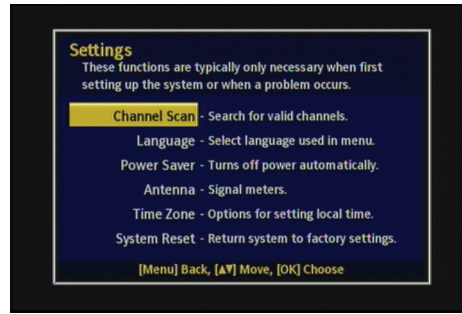 Settings
These functions are typically only necessary when first
setting up the system or when a problem occurs.
Channel Scan - Search for valid channels.
Language - Select language used in menu.
Power Saver - Turns off power automatically.
Antenna - Signal meters.
Time Zone - Options for setting local time.
System Reset - Return system to factory settings.
[Menu] Back, [▲▼] Move, [OK] Choose